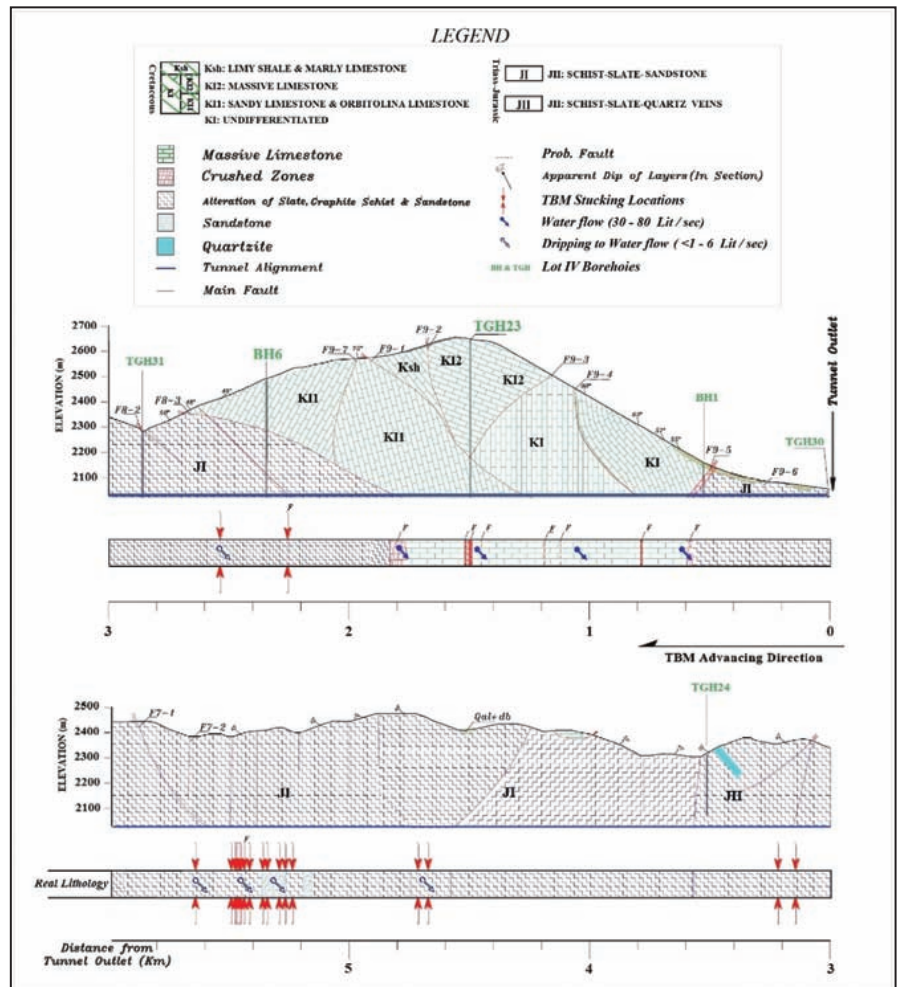 LEGEND
Cretaceous
Ksh
Ksh: LIMY SHALE & MARLY LIMESTONE
Kl
Kl2
Kl2: MASSIVE LIMESTONE
Kl1
Kl1: SANDY LIMESTONE & ORBITOLINA LIMESTONE
Kl: UNDIFFERENTIATED
Triass-Jurassic
JI
JII: SCHIST-SLATE-SANDSTONE
JII
JII: SCHIST-SLATE-QUARTZ VEINS
Massive Limestone
Crushed Zones
Alteration of Slate, Graphite Schist & Sandstone
Sandstone
Quartzite
Tunnel Alignment
Main Fault
Prob. Fault
Apparent Dip of Layers(In Section)
TBM Stucking Locations
Water flow (30 - 80 Lit/sec)
Dripping to Water flow ( <1 - 6 Lit/sec)
BH & TGH
Lot IV Borehoies
ELEVATION (m)
2700
2600
2500
2400
2300
2200
2100
TGH31
BH6
TGH23
BH1
TGH30
Tunnel Outlet
F8-2
F8-3
F9-7
F9-1
F9-2
F9-3
F9-4
F9-5
F9-6
Ksh
Kl2
Kl2
Kl1
Kl1
Kl
Kl
JI
JI
F
F
F
F
F
F
F
F
3 2 1 0
TBM Advancing Direction
TGH24
ELEVATION (m)
2500
2400
2300
2200
2100
F7-1
F7-2
Qal+db
JI
JI
JII
F
Real Lithology
Distance from
Tunnel Outlet (Km)
5 4 3